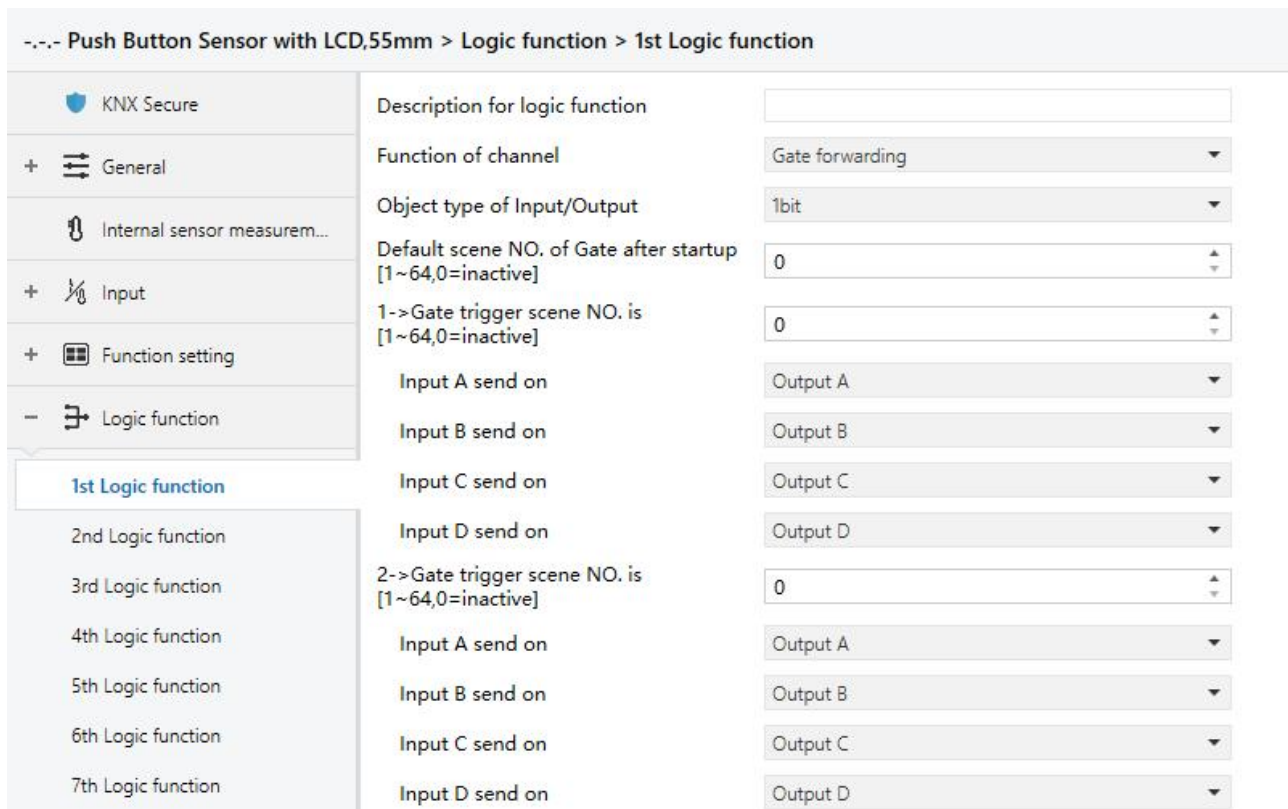 -.-.- Push Button Sensor with LCD,55mm > Logic function > 1st Logic function
KNX Secure
+ General
Internal sensor measurem...
+ Input
+ Function setting
− Logic function
1st Logic function
2nd Logic function
3rd Logic function
4th Logic function
5th Logic function
6th Logic function
7th Logic function
Description for logic function
Function of channel Gate forwarding
Object type of Input/Output 1bit
Default scene NO. of Gate after startup
[1~64,0=inactive] 0
1->Gate trigger scene NO. is
[1~64,0=inactive] 0
Input A send on Output A
Input B send on Output B
Input C send on Output C
Input D send on Output D
2->Gate trigger scene NO. is
[1~64,0=inactive] 0
Input A send on Output A
Input B send on Output B
Input C send on Output C
Input D send on Output D